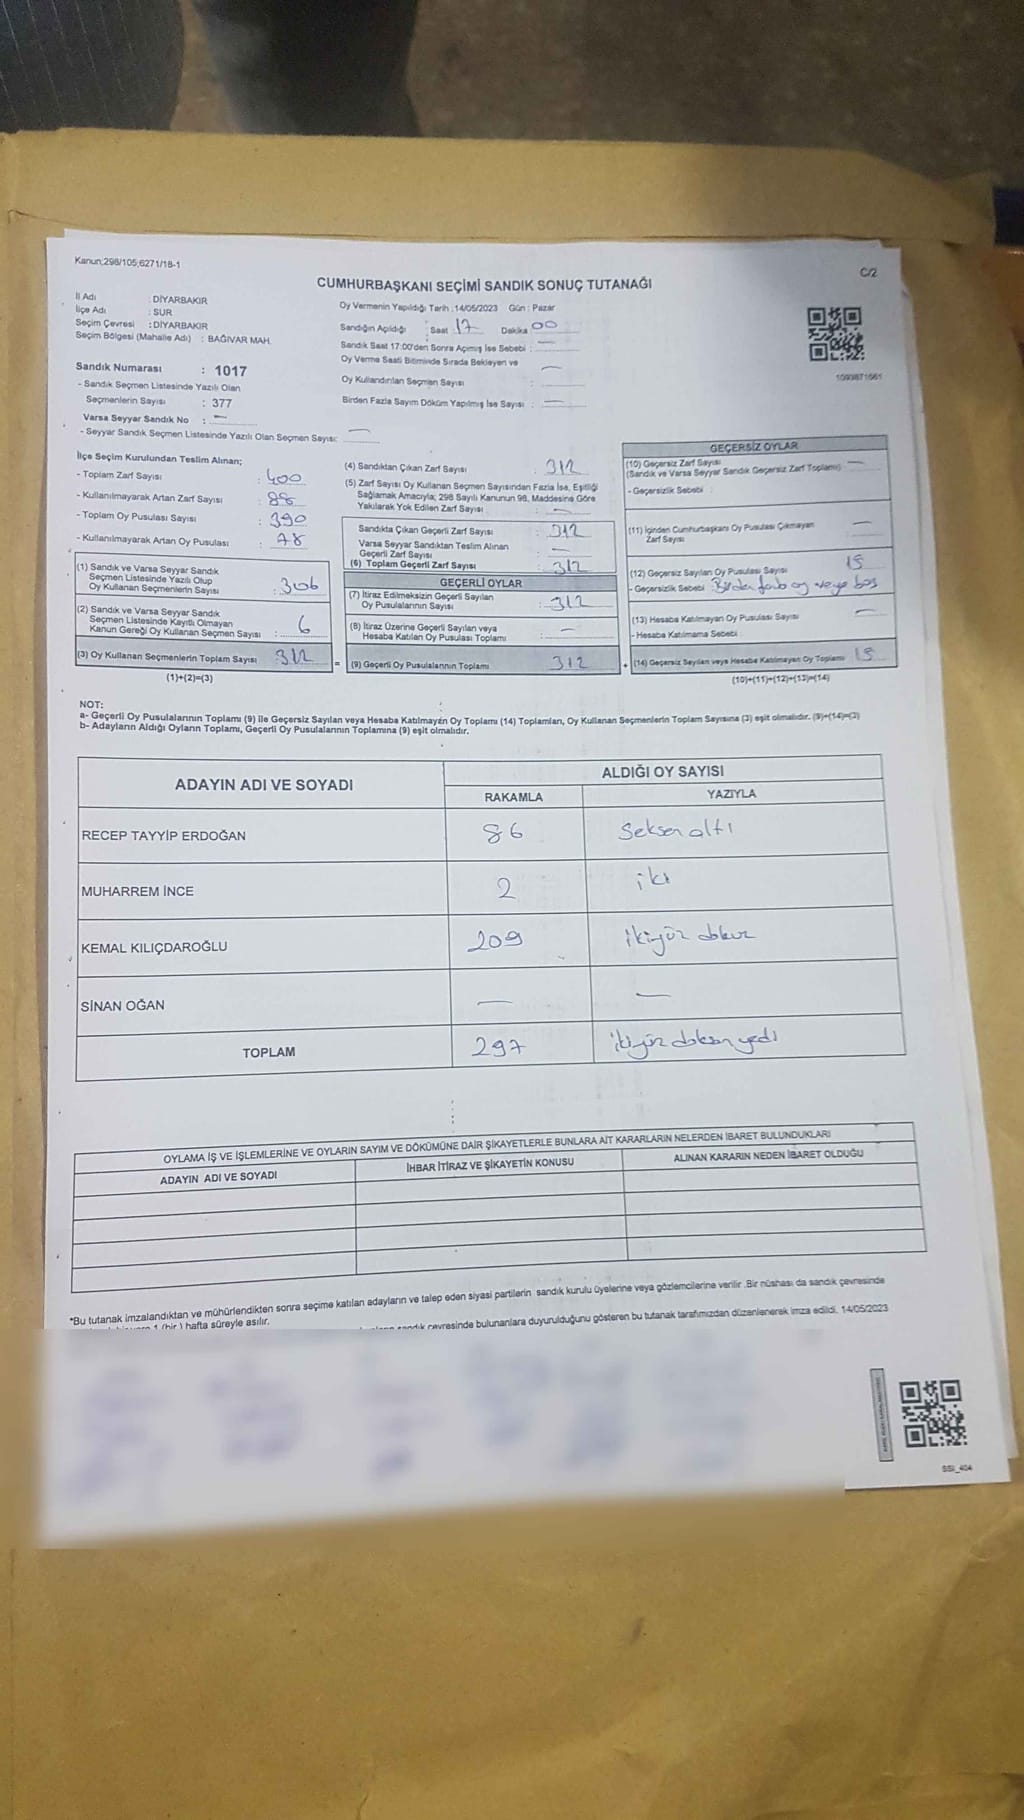 Kanun;298/105;6271/18-1
C/2
CUMHURBAŞKANI SEÇİMİ SANDIK SONUÇ TUTANAĞI
İl Adı : DİYARBAKIR
İlçe Adı : SUR
Seçim Çevresi : DİYARBAKIR
Seçim Bölgesi (Mahalle Adı) : BAĞIVAR MAH.
Sandık Numarası : 1017
- Sandık Seçmen Listesinde Yazılı Olan
Seçmenlerin Sayısı : 377
Varsa Seyyar Sandık No : —
- Seyyar Sandık Seçmen Listesinde Yazılı Olan Seçmen Sayısı: —
Oy Vermenin Yapıldığı Tarih :14/05/2023 Gün : Pazar
Sandığın Açıldığı : Saat 17 Dakika 00
Sandık Saat 17:00'den Sonra Açımış İse Sebebi : —
Oy Verme Saati Bitiminde Sırada Bekleyen ve
Oy Kullandırılan Seçmen Sayısı : —
Birden Fazla Sayım Döküm Yapılmış İse Sayısı : —
1093871661
İlçe Seçim Kurulundan Teslim Alınan;
- Toplam Zarf Sayısı : 400
- Kullanılmayarak Artan Zarf Sayısı : 88
- Toplam Oy Pusulası Sayısı : 390
- Kullanılmayarak Artan Oy Pusulası : 78
(1) Sandık ve Varsa Seyyar Sandık
Seçmen Listesinde Yazılı Olup
Oy Kullanan Seçmenlerin Sayısı : 306
(2) Sandık ve Varsa Seyyar Sandık
Seçmen Listesinde Kayıtlı Olmayan
Kanun Gereği Oy Kullanan Seçmen Sayısı : 6
(3) Oy Kullanan Seçmenlerin Toplam Sayısı : 312
(1)+(2)=(3)
(4) Sandıktan Çıkan Zarf Sayısı : 312
(5) Zarf Sayısı Oy Kullanan Seçmen Sayısından Fazla İse, Eşitliği
Sağlamak Amacıyla; 298 Sayılı Kanunun 98. Maddesine Göre
Yakılarak Yok Edilen Zarf Sayısı : —
Sandıkta Çıkan Geçerli Zarf Sayısı : 312
Varsa Seyyar Sandıktan Teslim Alınan
Geçerli Zarf Sayısı : —
(6) Toplam Geçerli Zarf Sayısı : 312
GEÇERLİ OYLAR
(7) İtiraz Edilmeksizin Geçerli Sayılan
Oy Pusulalarının Sayısı : 312
(8) İtiraz Üzerine Geçerli Sayılan veya
Hesaba Katılan Oy Pusulası Toplamı : —
= (9) Geçerli Oy Pusulalarının Toplamı 312 +
GEÇERSİZ OYLAR
(10) Geçersiz Zarf Sayısı —
(Sandık ve Varsa Seyyar Sandık Geçersiz Zarf Toplamı)
- Geçersizlik Sebebi :
(11) İçinden Cumhurbaşkanı Oy Pusulası Çıkmayan
Zarf Sayısı —
(12) Geçersiz Sayılan Oy Pusulası Sayısı 15
- Geçersizlik Sebebi : Birden fazla oy veya boş
(13) Hesaba Katılmayan Oy Pusulası Sayısı —
- Hesaba Katılmama Sebebi
(14) Geçersiz Sayılan veya Hesaba Katılmayan Oy Toplamı 15
(10)+(11)+(12)+(13)=(14)
NOT:
a- Geçerli Oy Pusulalarının Toplamı (9) ile Geçersiz Sayılan veya Hesaba Katılmayan Oy Toplamı (14) Toplamları, Oy Kullanan Seçmenlerin Toplam Sayısına (3) eşit olmalıdır. (9)+(14)=(3)
b- Adayların Aldığı Oyların Toplamı, Geçerli Oy Pusulalarının Toplamına (9) eşit olmalıdır.
ADAYIN ADI VE SOYADI
ALDIĞI OY SAYISI
RAKAMLA YAZIYLA
RECEP TAYYİP ERDOĞAN 86 Seksen altı
MUHARREM İNCE 2 iki
KEMAL KILIÇDAROĞLU 209 ikiyüz dokuz
SİNAN OĞAN — —
TOPLAM 297 ikiyüz doksan yedi
OYLAMA İŞ VE İŞLEMLERİNE VE OYLARIN SAYIM VE DÖKÜMÜNE DAİR ŞİKAYETLERLE BUNLARA AİT KARARLARIN NELERDEN İBARET BULUNDUKLARI
ADAYIN ADI VE SOYADI İHBAR İTİRAZ VE ŞİKAYETİN KONUSU ALINAN KARARIN NEDEN İBARET OLDUĞU
*Bu tutanak imzalandıktan ve mühürlendikten sonra seçime katılan adayların ve talep eden siyasi partilerin sandık kurulu üyelerine veya gözlemcilerine verilir .Bir nüshası da sandık çevresinde
1 (bir ) hafta süreyle asılır.
sandık çevresinde bulunanlara duyurulduğunu gösteren bu tutanak tarafımızdan düzenlenerek imza edildi. 14/05/2023
SSI_404